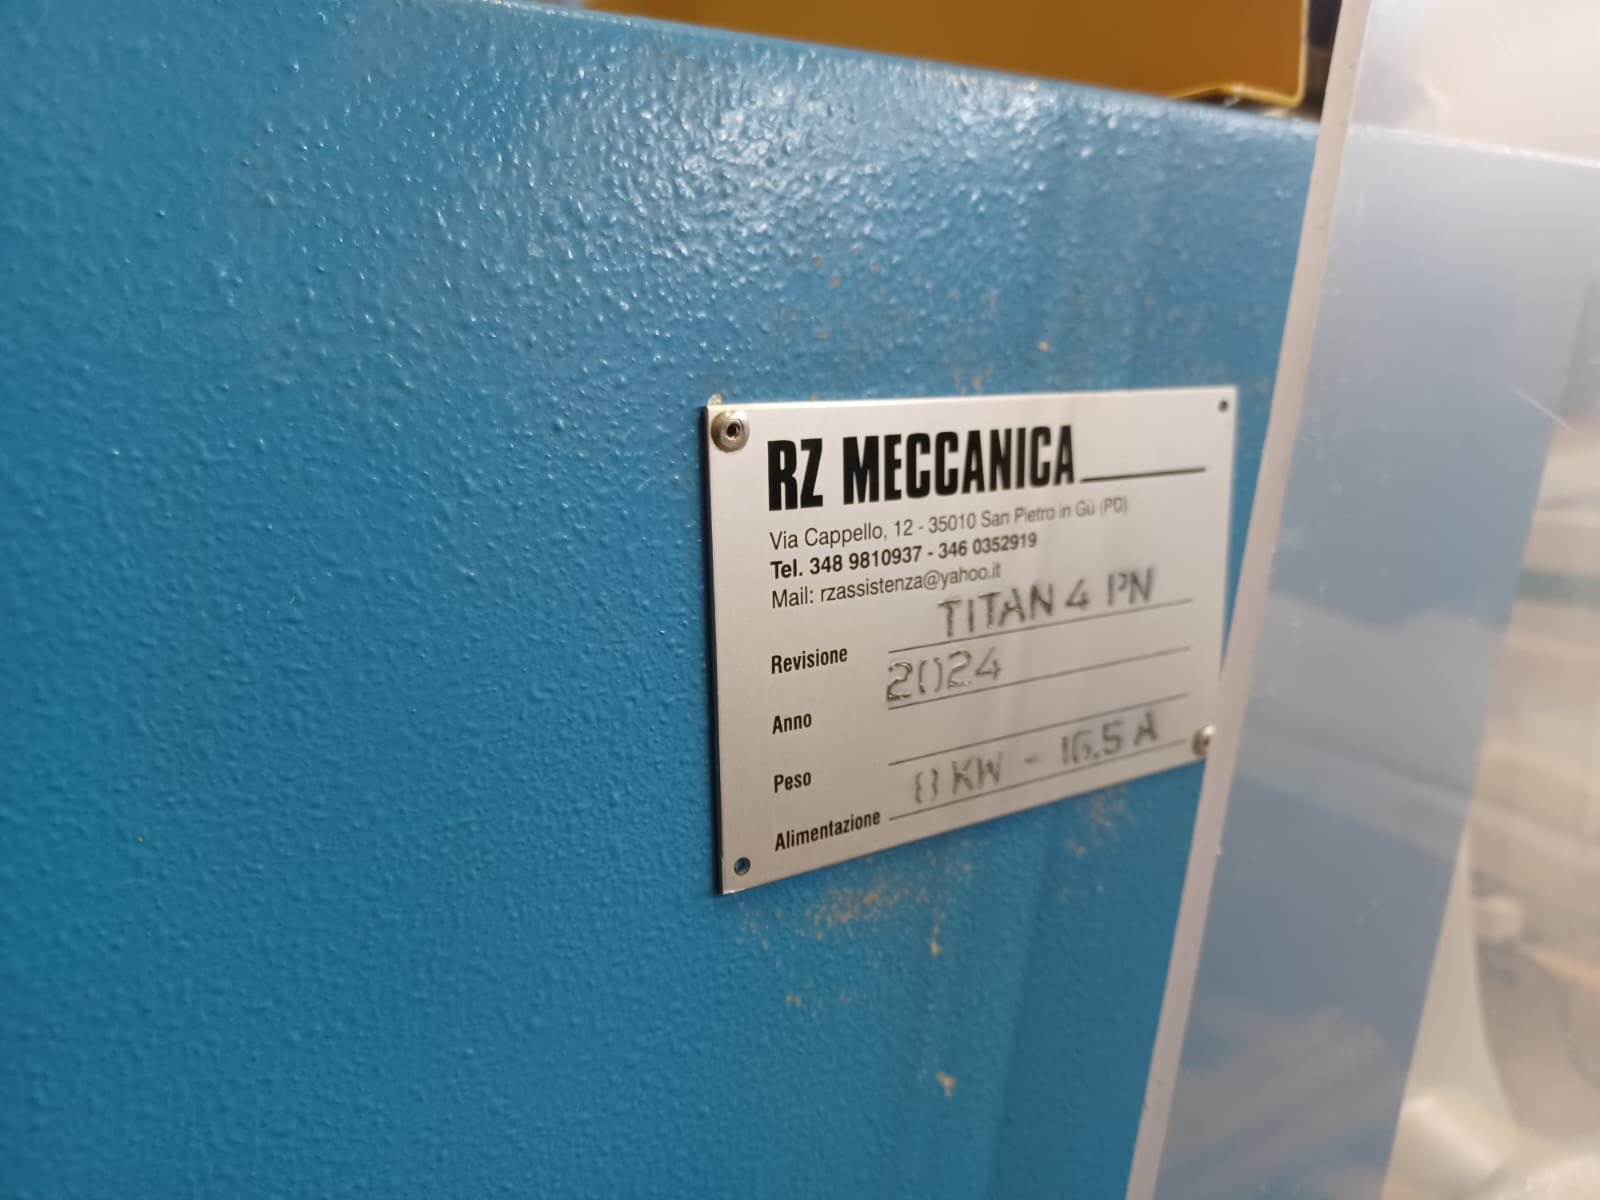 RZ MECCANICA
Via Cappello, 12 - 35010 San Pietro in Gù (PD)
Tel. 348 9810937 - 346 0352919
Mail: rzassistenza@yahoo.it
TITAN 4 PN
Revisione
2024
Anno
Peso
8 KW - 16.5 A
Alimentazione